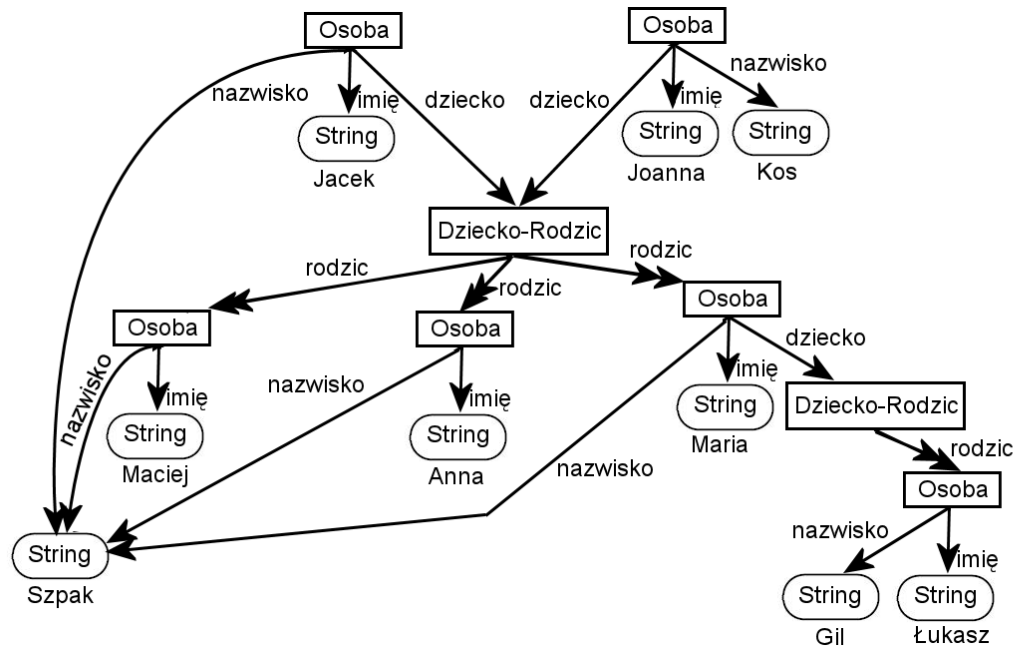 Osoba
Osoba
nazwisko
imię
dziecko
dziecko
imię
nazwisko
String
String
String
Jacek
Joanna
Kos
Dziecko-Rodzic
rodzic
rodzic
rodzic
Osoba
Osoba
Osoba
nazwisko
imię
nazwisko
imię
imię
dziecko
String
String
String
Dziecko-Rodzic
Maciej
Anna
Maria
rodzic
nazwisko
Osoba
nazwisko
imię
String
Szpak
String
String
Gil
Łukasz